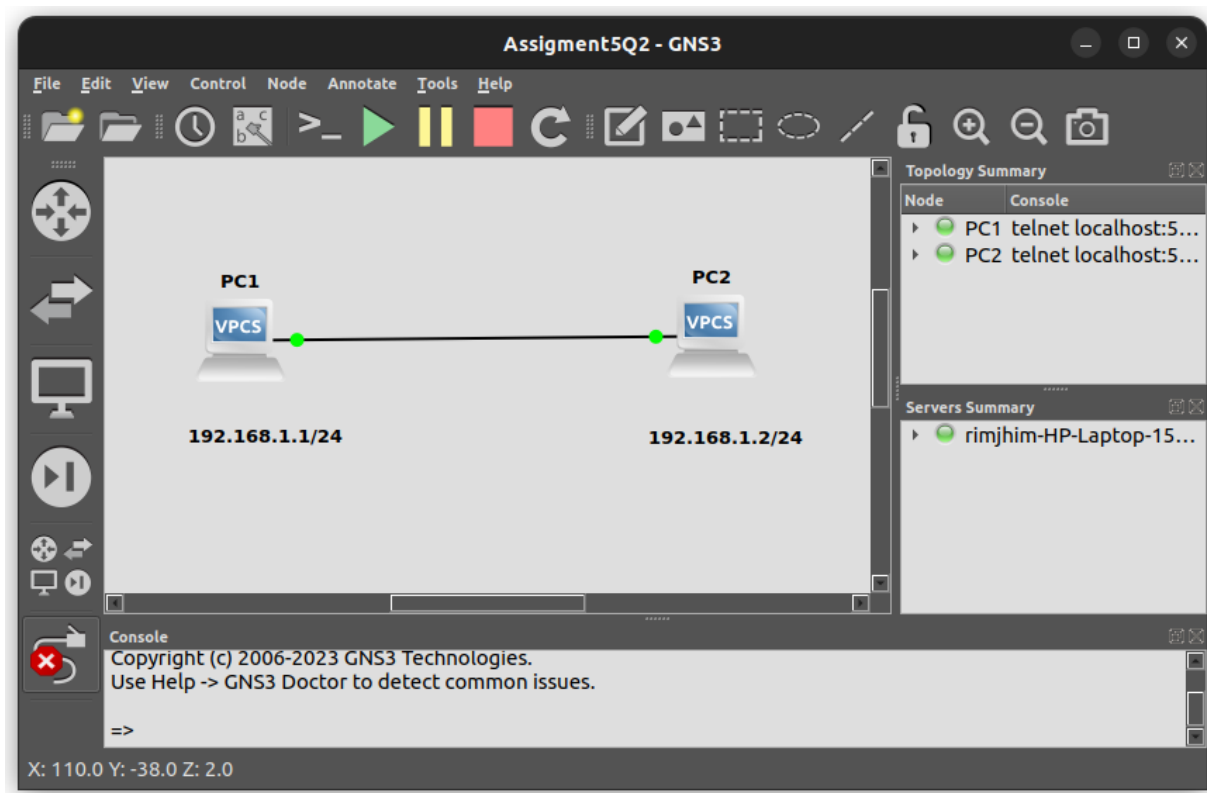 Assigment5Q2 - GNS3
File Edit View Control Node Annotate Tools Help
a c
b
>_
Topology Summary
Node Console
PC1 telnet localhost:5...
PC2 telnet localhost:5...
PC1
VPCS
PC2
VPCS
192.168.1.1/24
192.168.1.2/24
Servers Summary
rimjhim-HP-Laptop-15...
Console
Copyright (c) 2006-2023 GNS3 Technologies.
Use Help -> GNS3 Doctor to detect common issues.
=>
X: 110.0 Y: -38.0 Z: 2.0